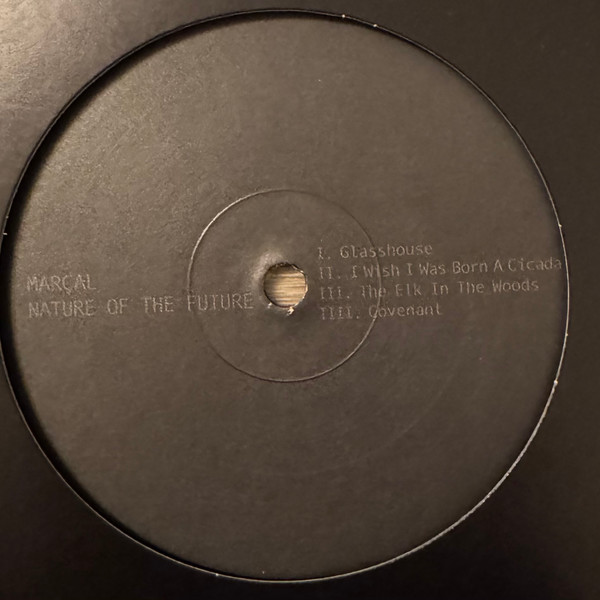 MARÇAL
NATURE OF THE FUTURE
I. Glasshouse
II. I Wish I Was Born A Cicada
III. The Elk In The Woods
IIII. Covenant